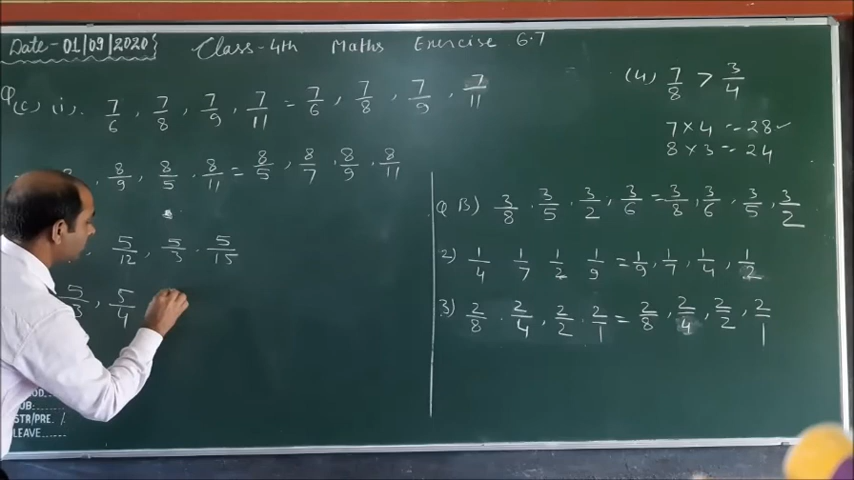 Date - 01/09/2020 Class - 4th Maths Exercise 6.7
Q(c) (i). 7/6, 7/8, 7/9, 7/11 = 7/6, 7/8, 7/9, 7/11
8/9, 8/5, 8/11 = 8/5, 8/7, 8/9, 8/11
5/12, 5/3, 5/15
5/3, 5/4
(4) 7/8 > 3/4
7 × 4 = 28 ✓
8 × 3 = 24
Q B) 3/8, 3/5, 3/2, 3/6 = 3/8, 3/6, 3/5, 3/2
2) 1/4 1/7 1/2 1/9 = 1/9, 1/7, 1/4, 1/2
3) 2/8, 2/4, 2/2, 2/1 = 2/8, 2/4, 2/2, 2/1
STR/PRE. /
LEAVE